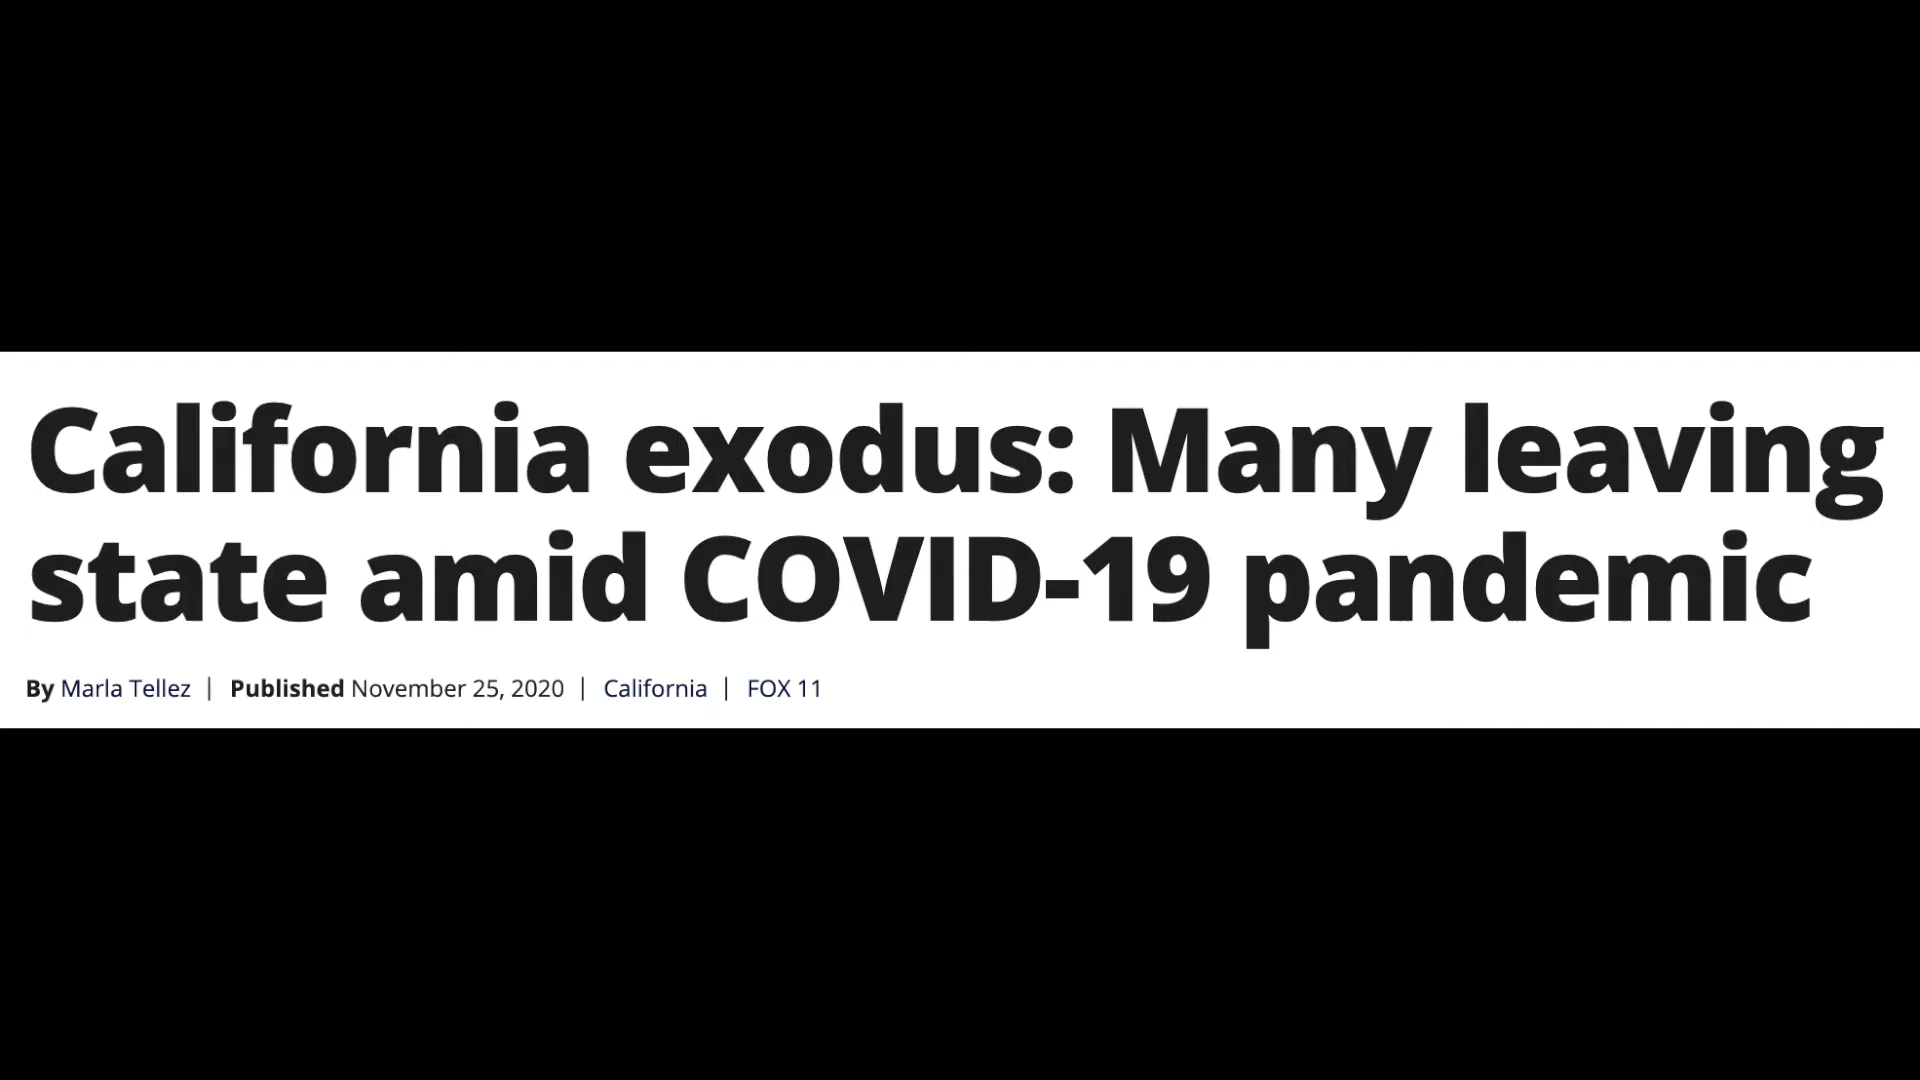 California exodus: Many leaving
state amid COVID-19 pandemic
By Marla Tellez | Published November 25, 2020 | California | FOX 11